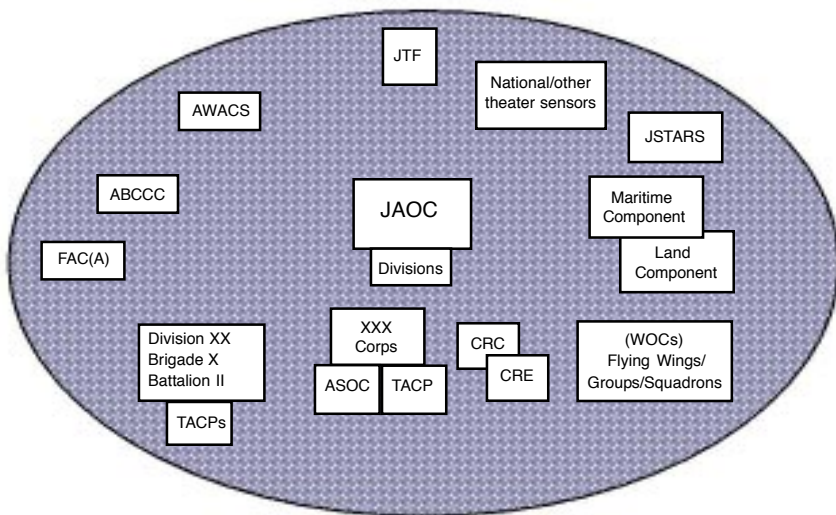 JTF
National/other
theater sensors
AWACS
JSTARS
ABCCC
JAOC
Divisions
Maritime
Component
Land
Component
FAC(A)
Division XX
Brigade X
Battalion II
TACPs
XXX
Corps
ASOC
TACP
CRC
CRE
(WOCs)
Flying Wings/
Groups/Squadrons